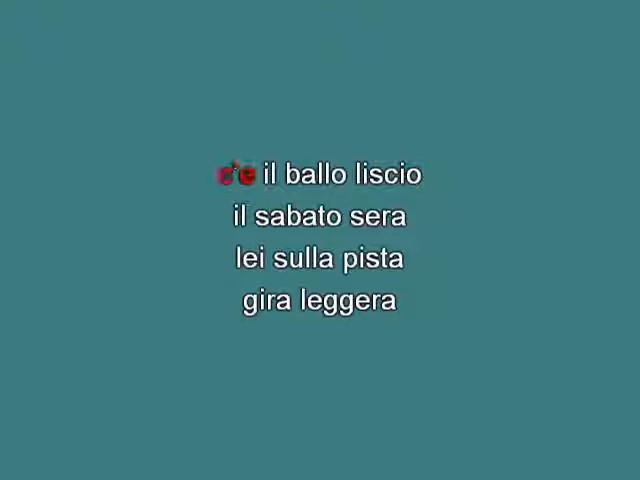 c'è il ballo liscio
il sabato sera
lei sulla pista
gira leggera